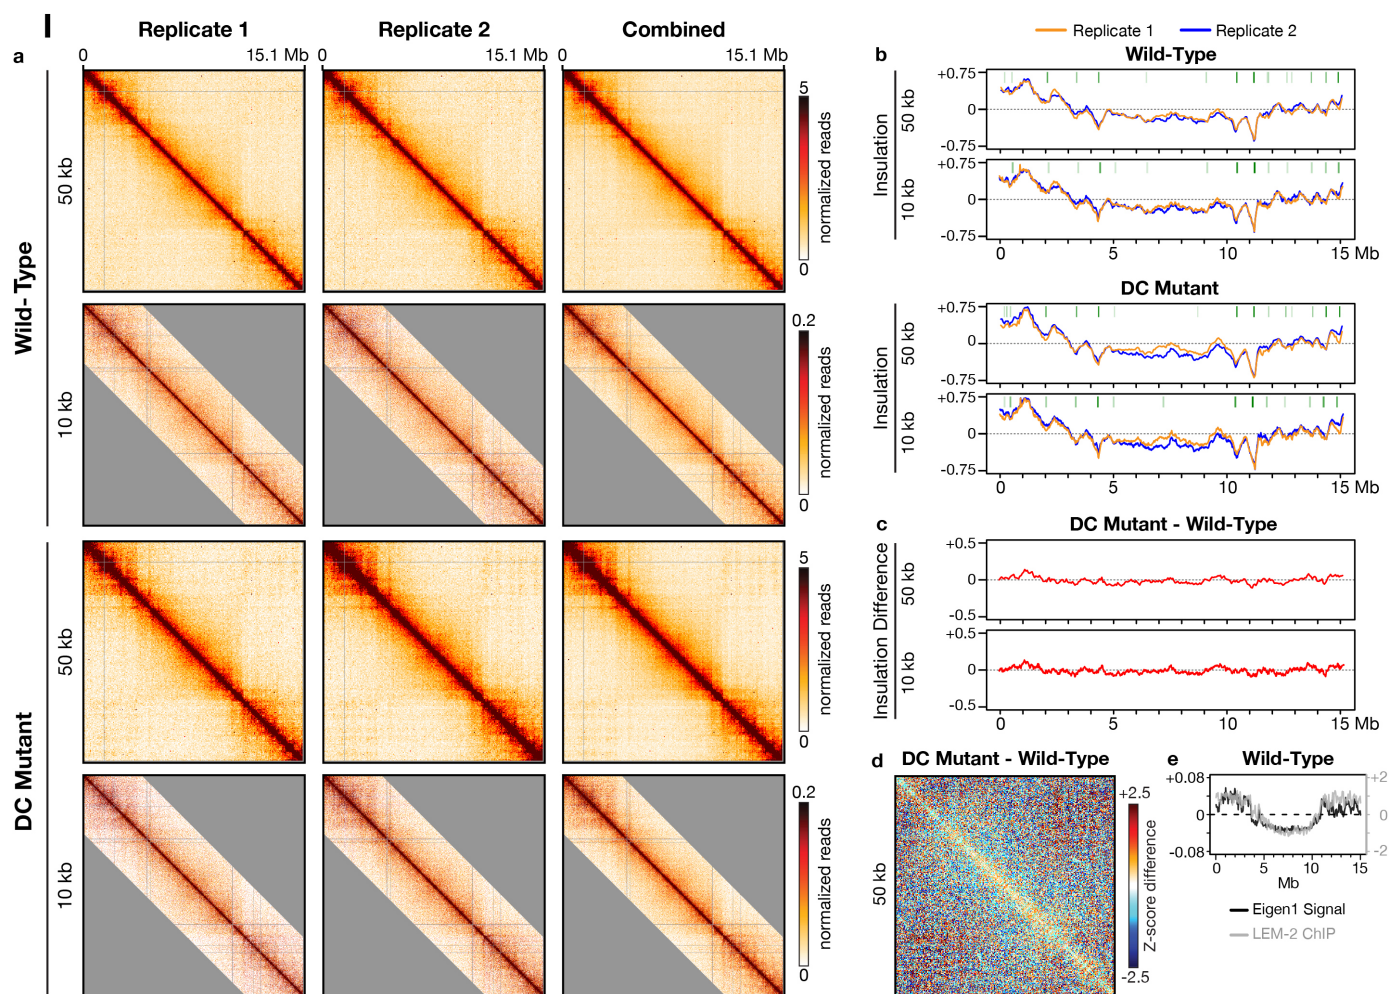 I
Replicate 1
Replicate 2
Combined
a
0
15.1 Mb
0
15.1 Mb
0
15.1 Mb
Wild-Type
50 kb
5
normalized reads
0
10 kb
0.2
normalized reads
0
DC Mutant
50 kb
5
normalized reads
0
10 kb
0.2
normalized reads
0
Replicate 1
Replicate 2
b
Wild-Type
Insulation
50 kb
+0.75
0
-0.75
10 kb
+0.75
0
-0.75
0
5
10
15 Mb
DC Mutant
Insulation
50 kb
+0.75
0
-0.75
10 kb
+0.75
0
-0.75
0
5
10
15 Mb
c
DC Mutant - Wild-Type
Insulation Difference
50 kb
+0.5
0
-0.5
10 kb
+0.5
0
-0.5
0
5
10
15 Mb
d
DC Mutant - Wild-Type
50 kb
+2.5
Z-score difference
-2.5
e
Wild-Type
+0.08
0
-0.08
+2
0
-2
0
5
10
15
Mb
Eigen1 Signal
LEM-2 ChIP